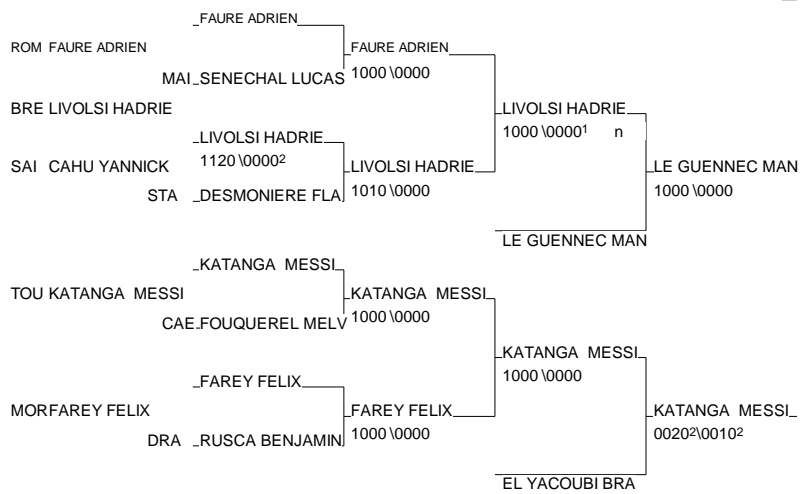 FAURE ADRIEN
ROM FAURE ADRIEN
FAURE ADRIEN
MAI SENECHAL LUCAS
1000 \0000
BRE LIVOLSI HADRIE
LIVOLSI HADRIE
1000 \0000¹ n
LIVOLSI HADRIE
1120 \0000²
SAI CAHU YANNICK
LIVOLSI HADRIE
LE GUENNEC MAN
1000 \0000
STA DESMONIERE FLA
1010 \0000
LE GUENNEC MAN
KATANGA MESSI
TOU KATANGA MESSI
KATANGA MESSI
CAE FOUQUEREL MELV
1000 \0000
KATANGA MESSI
1000 \0000
FAREY FELIX
MORFAREY FELIX
FAREY FELIX
KATANGA MESSI
DRA RUSCA BENJAMIN
1000 \0000
0020²\0010²
EL YACOUBI BRA